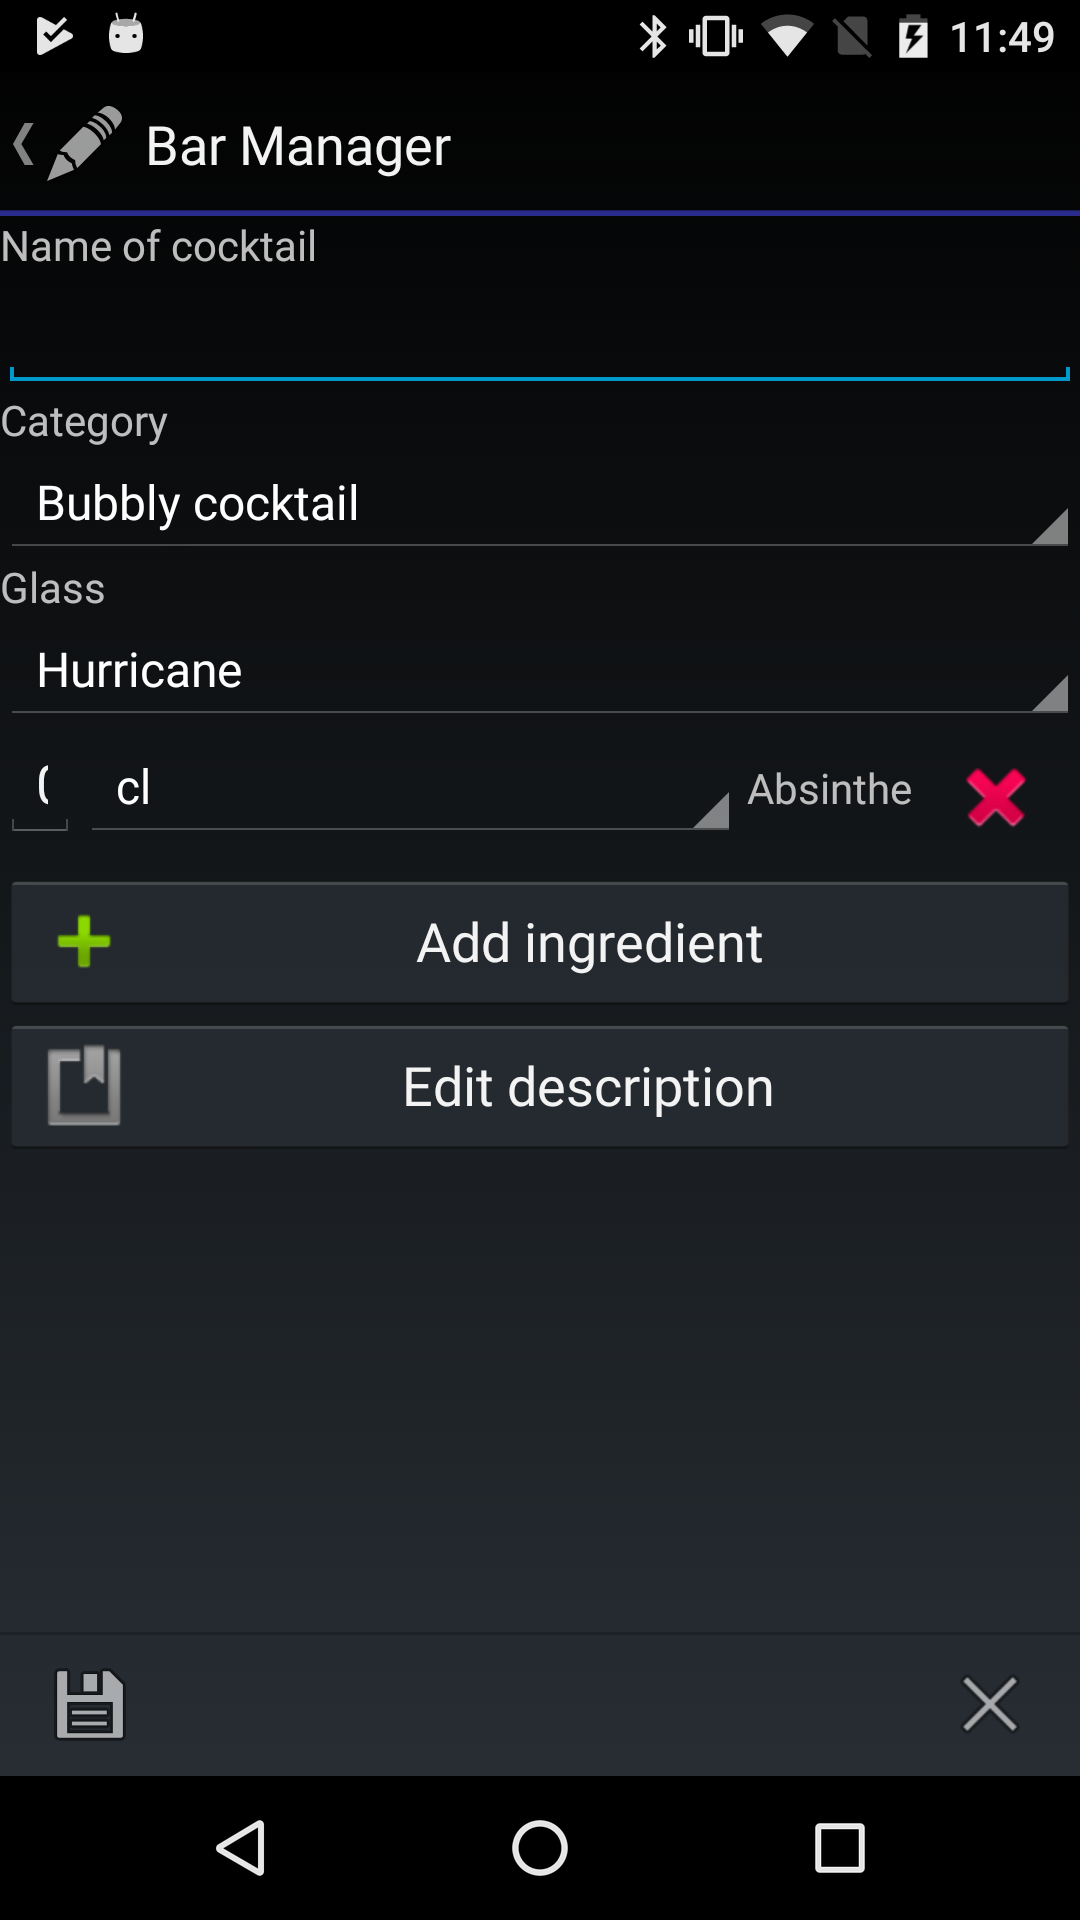 11:49
Bar Manager
Name of cocktail
Category
Bubbly cocktail
Glass
Hurricane
cl
Absinthe
Add ingredient
Edit description